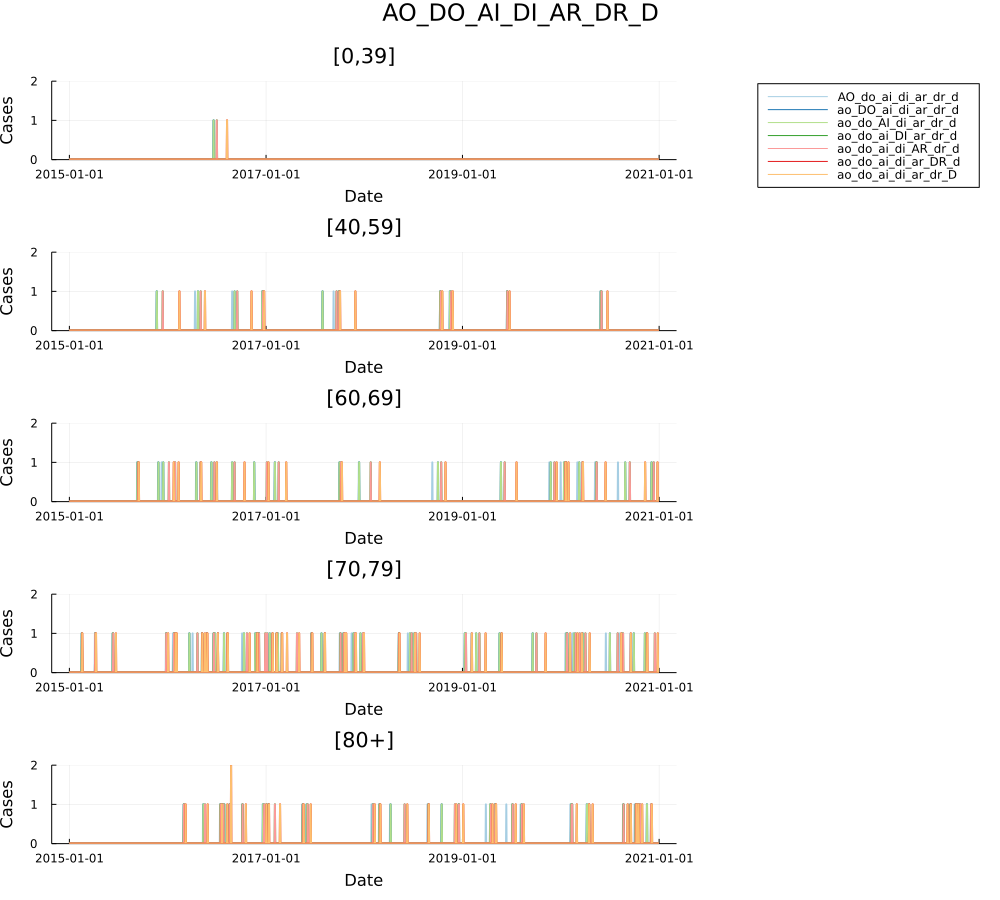 AO_DO_AI_DI_AR_DR_D
[0,39]
2
1
0
Cases
2015-01-01 2017-01-01 2019-01-01 2021-01-01
Date
AO_do_ai_di_ar_dr_d
ao_DO_ai_di_ar_dr_d
ao_do_AI_di_ar_dr_d
ao_do_ai_DI_ar_dr_d
ao_do_ai_di_AR_dr_d
ao_do_ai_di_ar_DR_d
ao_do_ai_di_ar_dr_D
[40,59]
2
1
0
Cases
2015-01-01 2017-01-01 2019-01-01 2021-01-01
Date
[60,69]
2
1
0
Cases
2015-01-01 2017-01-01 2019-01-01 2021-01-01
Date
[70,79]
2
1
0
Cases
2015-01-01 2017-01-01 2019-01-01 2021-01-01
Date
[80+]
2
1
0
Cases
2015-01-01 2017-01-01 2019-01-01 2021-01-01
Date